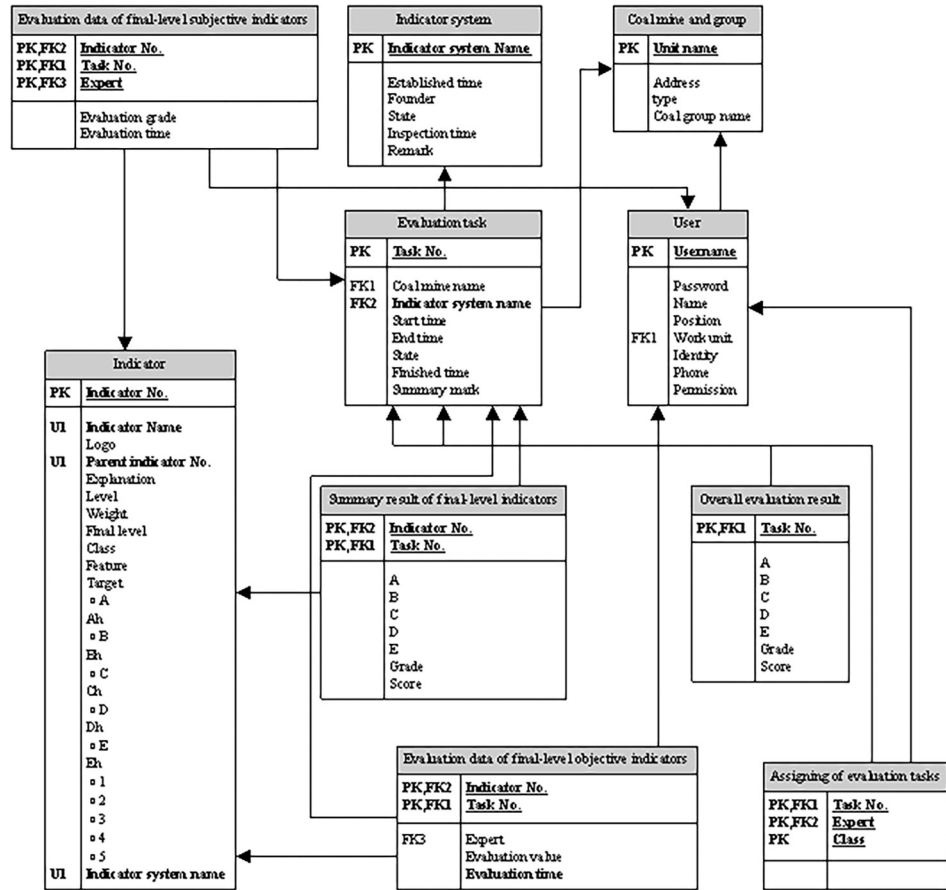 Evaluation data of final-level subjective indicators
PK,FK2 Indicator No.
PK,FK1 Task No.
PK,FK3 Expert
Evaluation grade
Evaluation time
Indicator system
PK Indicator system Name
Established time
Founder
State
Inspection time
Remark
Coal mine and group
PK Unit name
Address
type
Coal group name
Evaluation task
PK Task No.
FK1 Coal mine name
FK2 Indicator system name
Start time
End time
State
Finished time
Summary mark
User
PK Username
Password
Name
Position
FK1 Work unit
Identity
Phone
Permission
Indicator
PK Indicator No.
U1 Indicator Name
Logo
U1 Parent indicator No.
Explanation
Level
Weight
Final level
Class
Feature
Target
▫ A
Ah
▫ B
Bh
▫ C
Ch
▫ D
Dh
▫ E
Eh
▫ 1
▫ 2
▫ 3
▫ 4
▫ 5
U1 Indicator system name
Summary result of final-level indicators
PK,FK2 Indicator No.
PK,FK1 Task No.
A
B
C
D
E
Grade
Score
Overall evaluation result
PK,FK1 Task No.
A
B
C
D
E
Grade
Score
Evaluation data of final-level objective indicators
PK,FK2 Indicator No.
PK,FK1 Task No.
FK3 Expert
Evaluation value
Evaluation time
Assigning of evaluation tasks
PK,FK1 Task No.
PK,FK2 Expert
PK Class